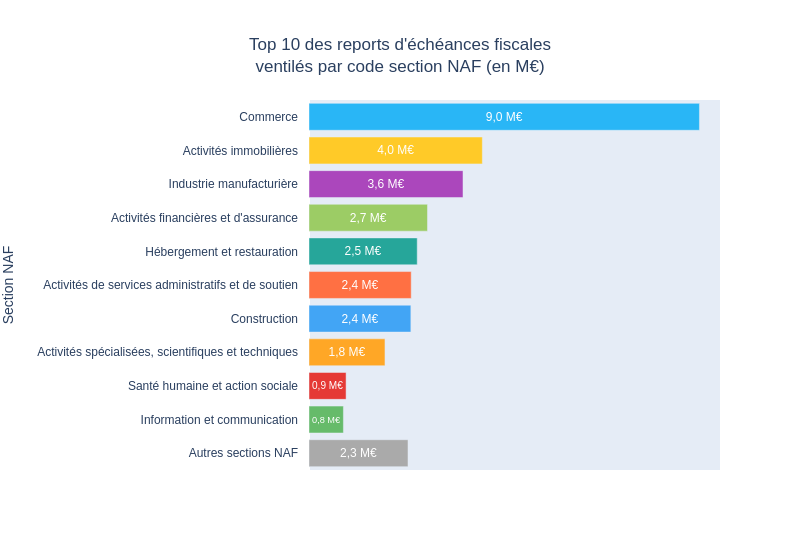 Top 10 des reports d'échéances fiscales
ventilés par code section NAF (en M€)
Section NAF
Commerce 9,0 M€
Activités immobilières 4,0 M€
Industrie manufacturière 3,6 M€
Activités financières et d'assurance 2,7 M€
Hébergement et restauration 2,5 M€
Activités de services administratifs et de soutien 2,4 M€
Construction 2,4 M€
Activités spécialisées, scientifiques et techniques 1,8 M€
Santé humaine et action sociale 0,9 M€
Information et communication 0,8 M€
Autres sections NAF 2,3 M€